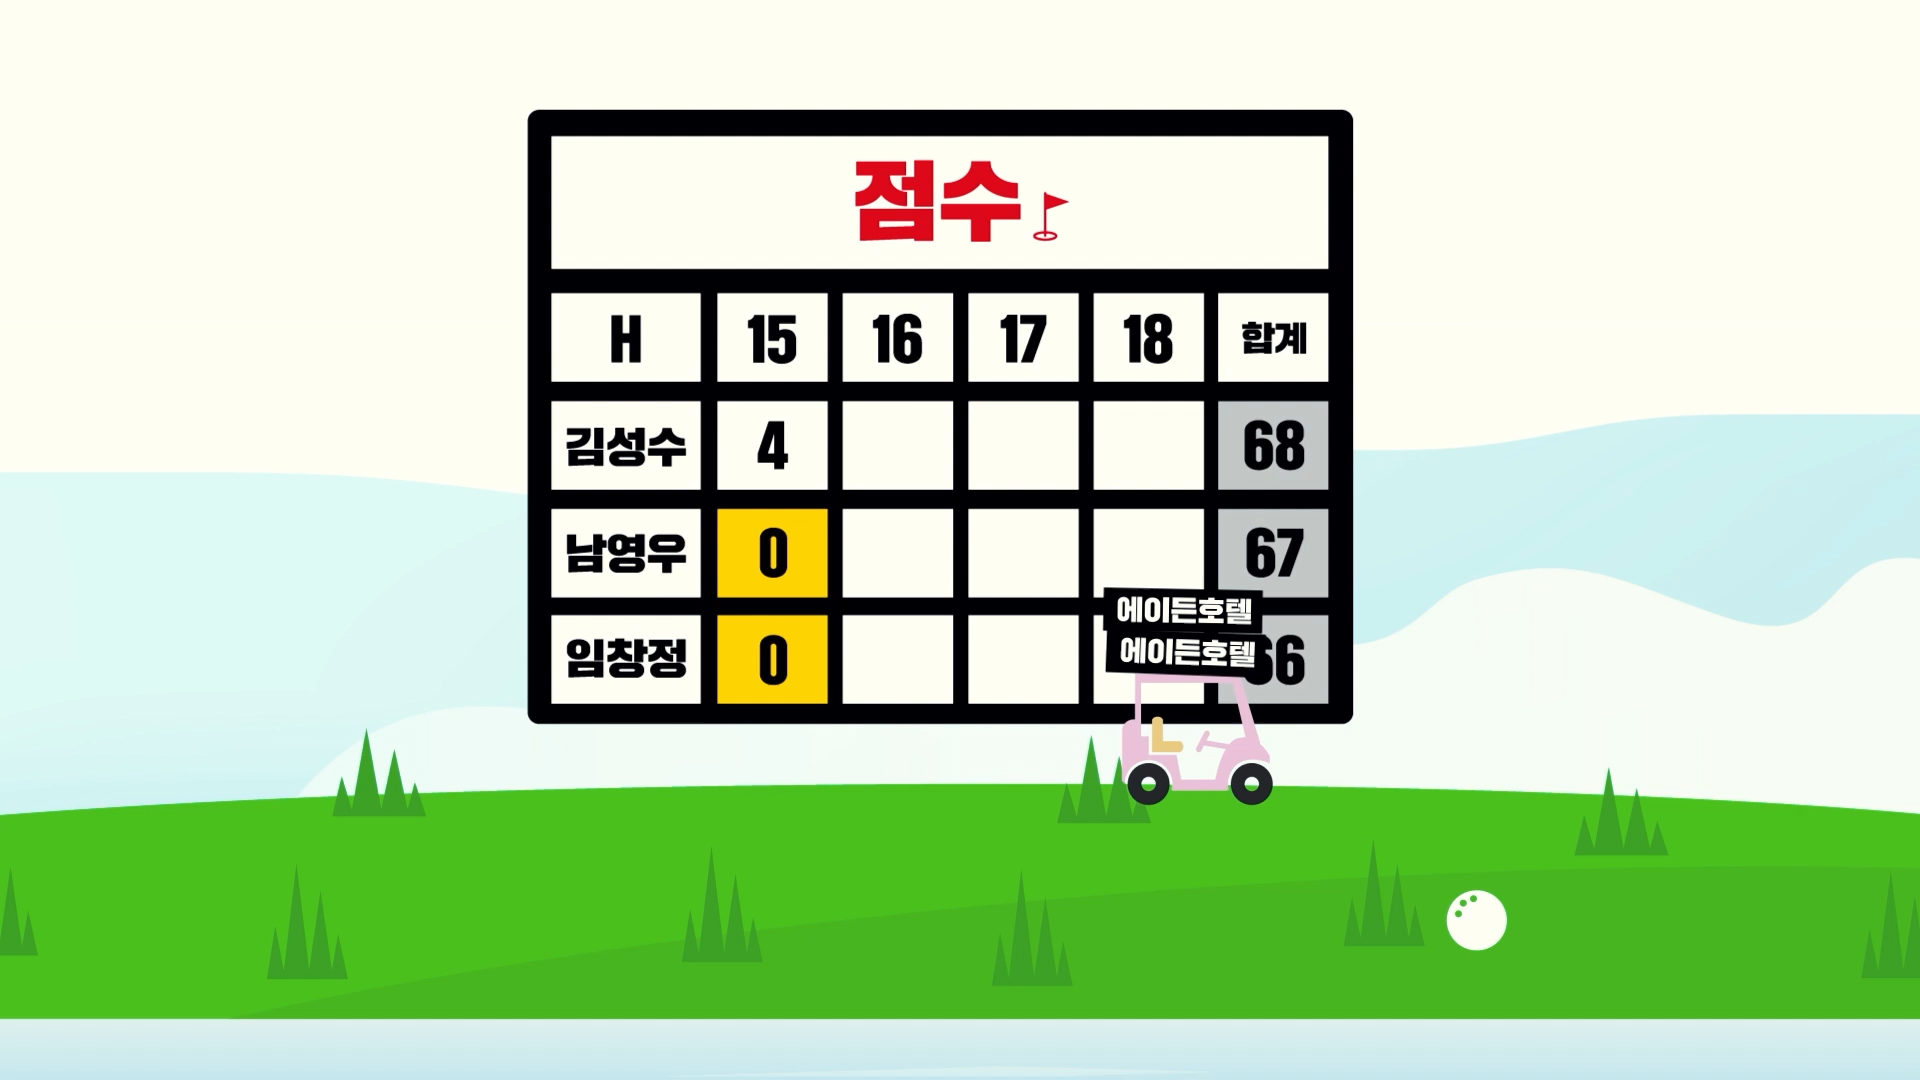 점수
H 15 16 17 18 합계
김성수 4 68
남영우 0 67
에이든호텔
에이든호텔
임창정 0 66